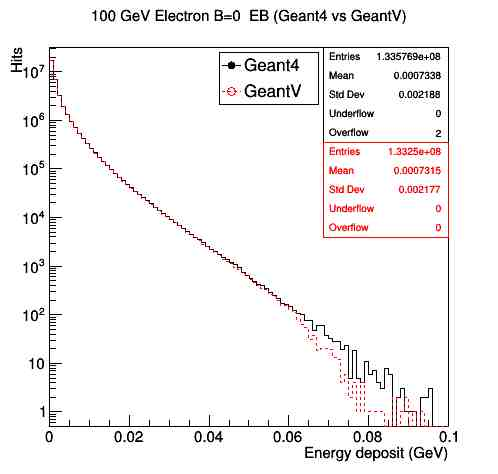 100 GeV Electron B=0 EB (Geant4 vs GeantV)
Hits
Geant4
GeantV
Entries 1.335769e+08
Mean 0.0007338
Std Dev 0.002188
Underflow 0
Overflow 2
Entries 1.3325e+08
Mean 0.0007315
Std Dev 0.002177
Underflow 0
Overflow 0
10⁷
10⁶
10⁵
10⁴
10³
10²
10
1
0 0.02 0.04 0.06 0.08 0.1
Energy deposit (GeV)